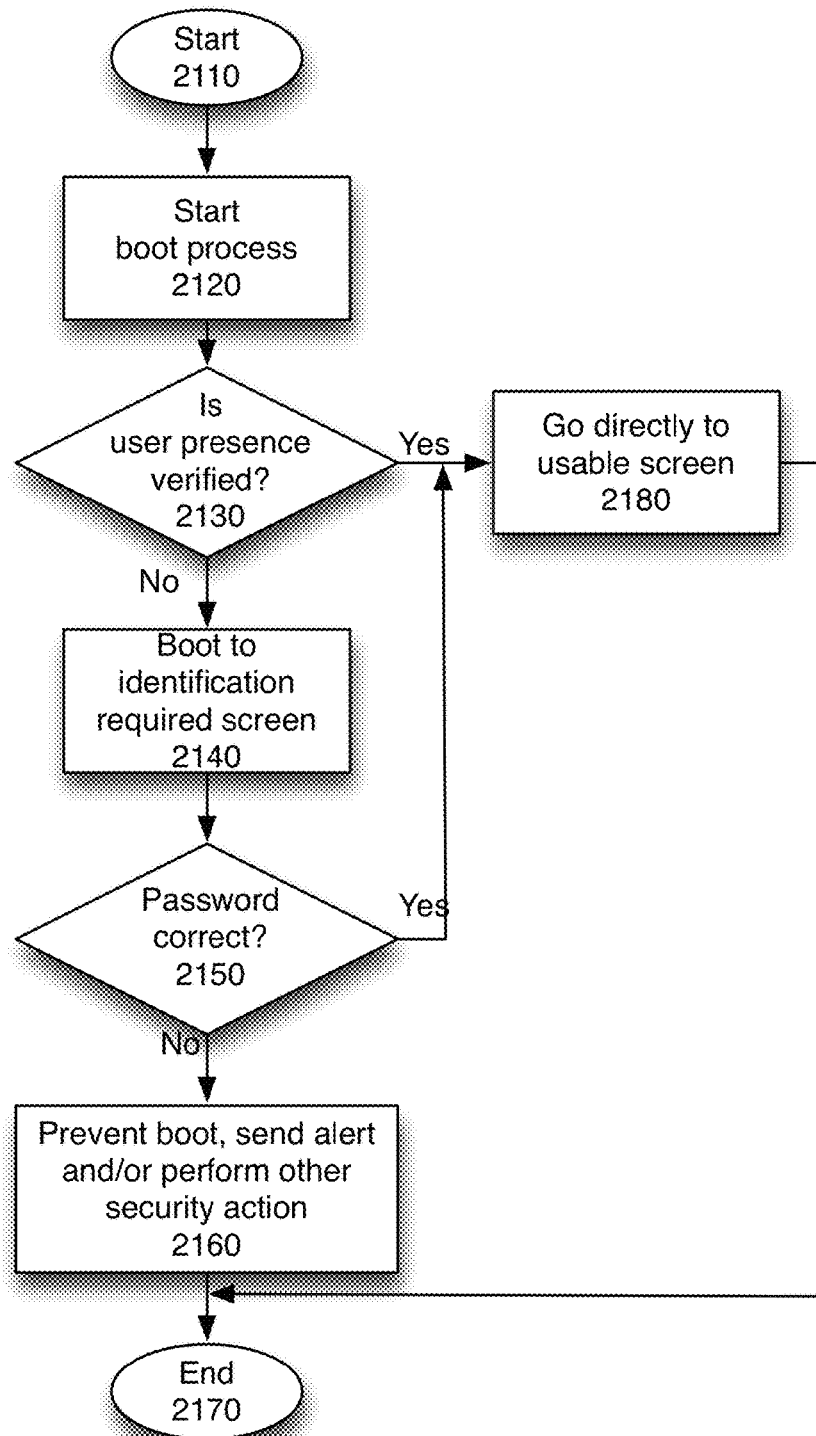 Start
2110
Start
boot process
2120
Is
user presence
verified?
2130
Yes
Go directly to
usable screen
2180
No
Boot to
identification
required screen
2140
Password
correct?
2150
Yes
No
Prevent boot, send alert
and/or perform other
security action
2160
End
2170